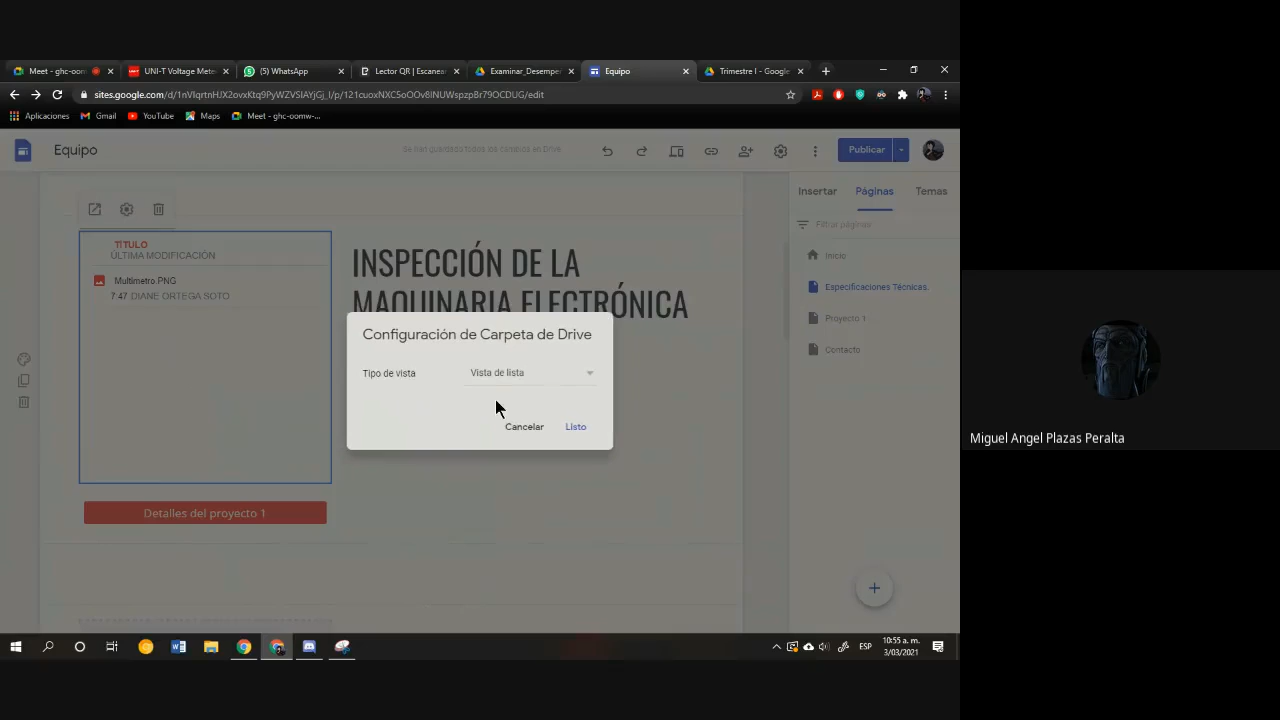 Meet - ghc-oom
UNI-T Voltage Mete
(5) WhatsApp
Lector QR | Escanea
Examinar_Desempe
Equipo
Trimestre I - Google
sites.google.com/d/1nVIqrtnHJX2ovxKtq9PyWZVSIAYjGj_I/p/121cuoxNXC5oOOv8lNUWspzpBr79OCDUG/edit
Aplicaciones
Gmail
YouTube
Maps
Meet - ghc-oomw-...
Equipo
Se han guardado todos los cambios en Drive.
Publicar
Insertar
Páginas
Temas
Filtrar páginas
TÍTULO
ÚLTIMA MODIFICACIÓN
Multimetro.PNG
7:47 DIANE ORTEGA SOTO
INSPECCIÓN DE LA
MAQUINARIA ELECTRÓNICA
Inicio
Especificaciones Técnicas.
Proyecto 1
Contacto
Configuración de Carpeta de Drive
Tipo de vista
Vista de lista
Cancelar
Listo
Detalles del proyecto 1
Miguel Angel Plazas Peralta
ESP
10:55 a. m.
3/03/2021